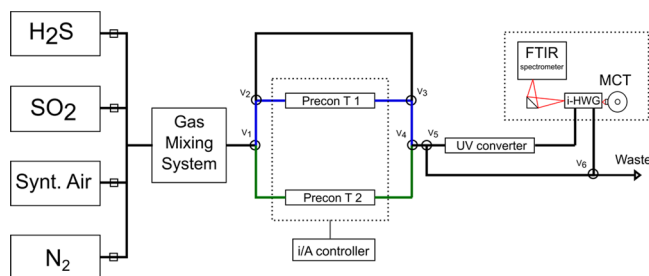 H₂S
SO₂
Synt. Air
N₂
Gas
Mixing
System
V₁
V₂
V₃
V₄
V₅
V₆
Precon T 1
Precon T 2
i/A controller
UV converter
FTIR
spectrometer
i-HWG
MCT
Waste